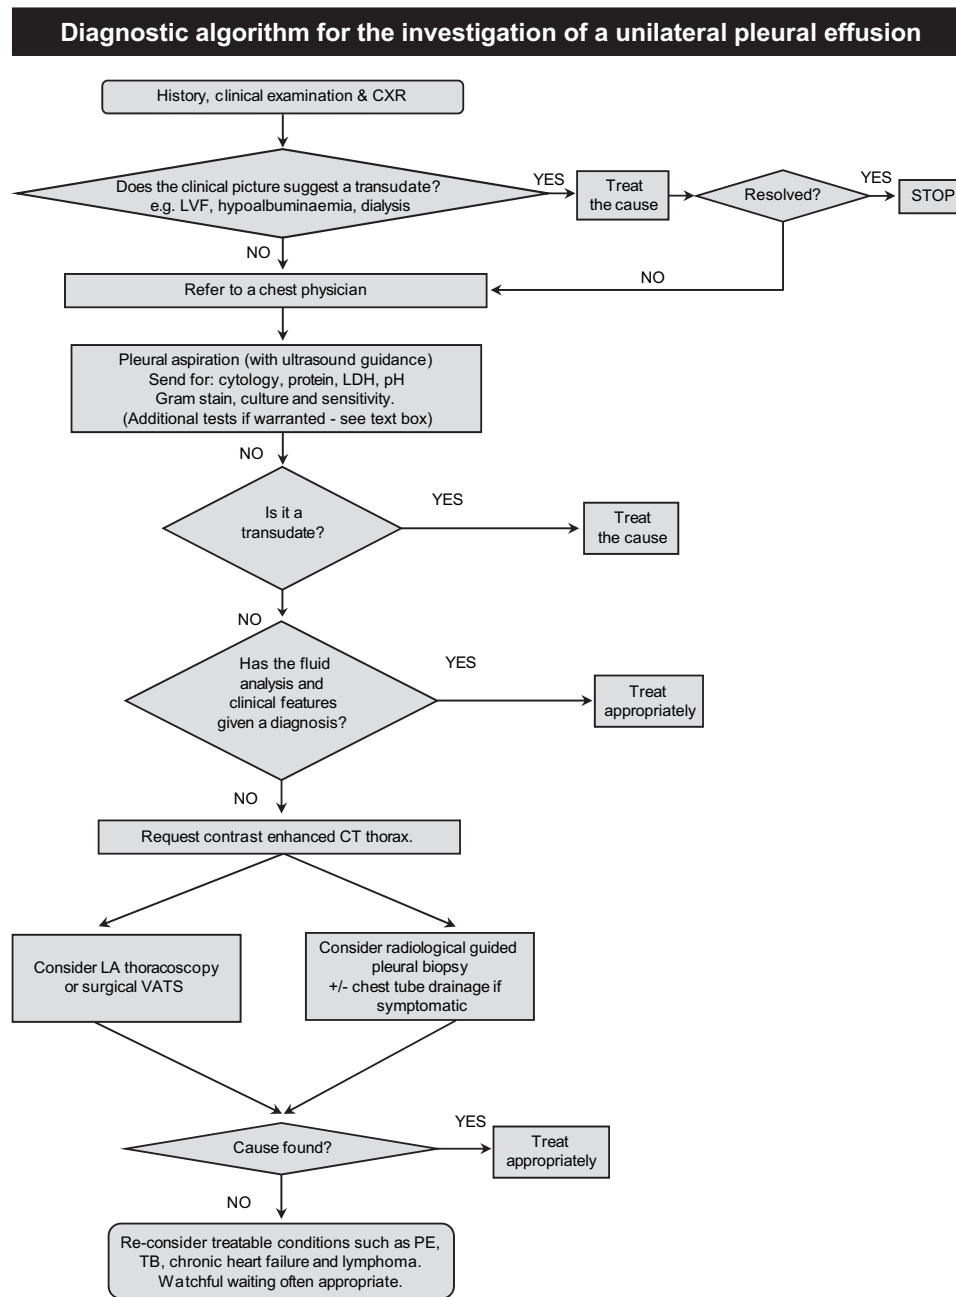 Diagnostic algorithm for the investigation of a unilateral pleural effusion
History, clinical examination & CXR
Does the clinical picture suggest a transudate?
e.g. LVF, hypoalbuminaemia, dialysis
YES
Treat
the cause
Resolved?
YES
STOP
NO
NO
Refer to a chest physician
Pleural aspiration (with ultrasound guidance)
Send for: cytology, protein, LDH, pH
Gram stain, culture and sensitivity.
(Additional tests if warranted - see text box)
NO
Is it a
transudate?
YES
Treat
the cause
NO
Has the fluid
analysis and
clinical features
given a diagnosis?
YES
Treat
appropriately
NO
Request contrast enhanced CT thorax.
Consider LA thoracoscopy
or surgical VATS
Consider radiological guided
pleural biopsy
+/- chest tube drainage if
symptomatic
Cause found?
YES
Treat
appropriately
NO
Re-consider treatable conditions such as PE,
TB, chronic heart failure and lymphoma.
Watchful waiting often appropriate.